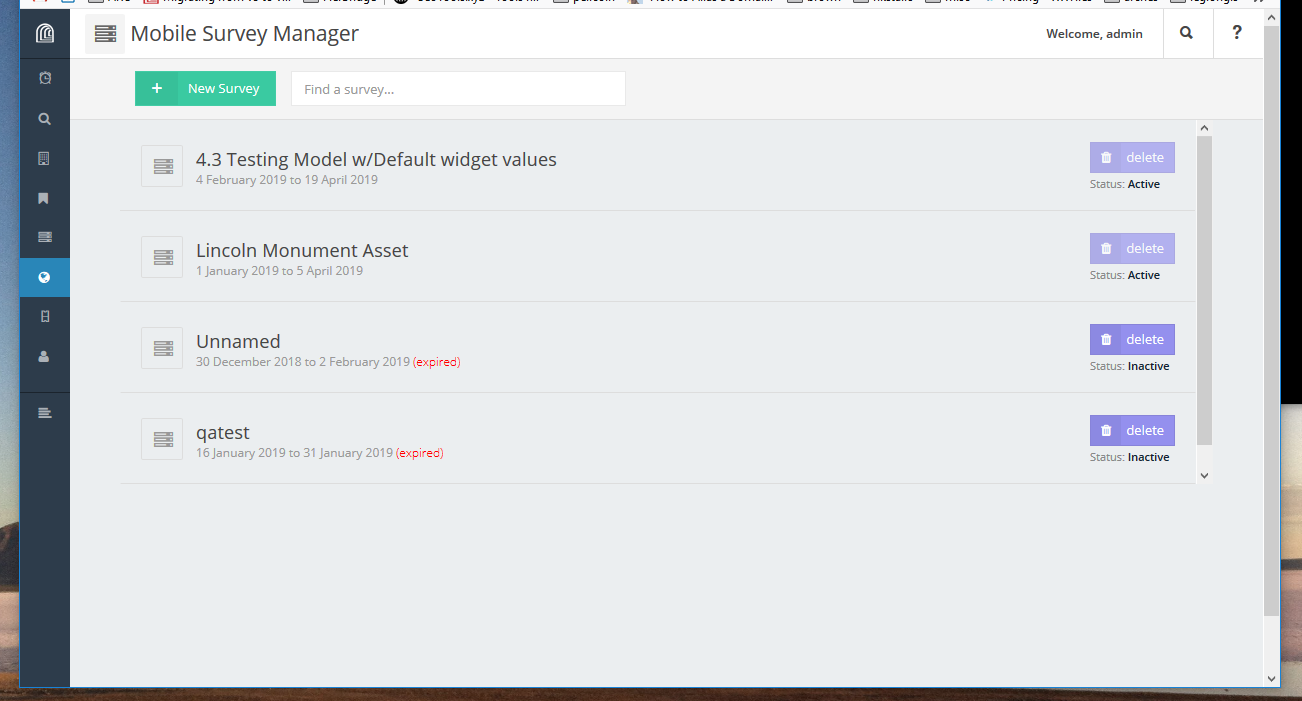 Mobile Survey Manager
Welcome, admin
?
+ New Survey
Find a survey...
4.3 Testing Model w/Default widget values
4 February 2019 to 19 April 2019
delete
Status: Active
Lincoln Monument Asset
1 January 2019 to 5 April 2019
delete
Status: Active
Unnamed
30 December 2018 to 2 February 2019 (expired)
delete
Status: Inactive
qatest
16 January 2019 to 31 January 2019 (expired)
delete
Status: Inactive